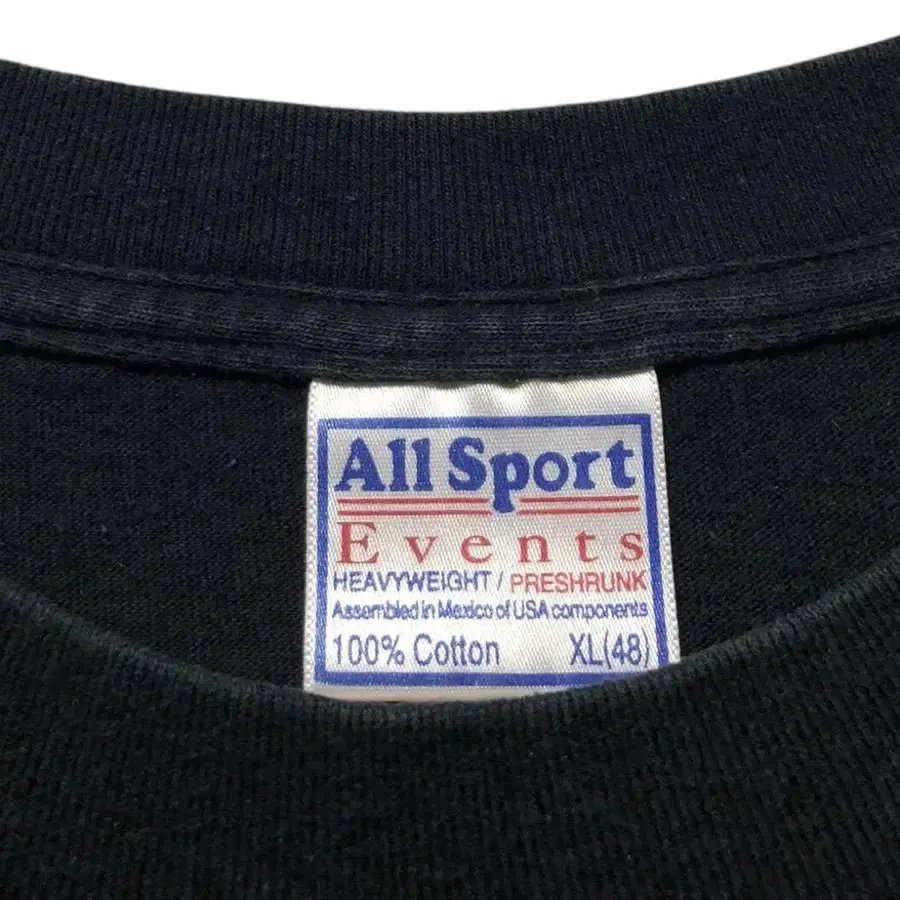 All Sport
Events
HEAVYWEIGHT / PRESHRUNK
Assembled in Mexico of USA components
100% Cotton XL(48)